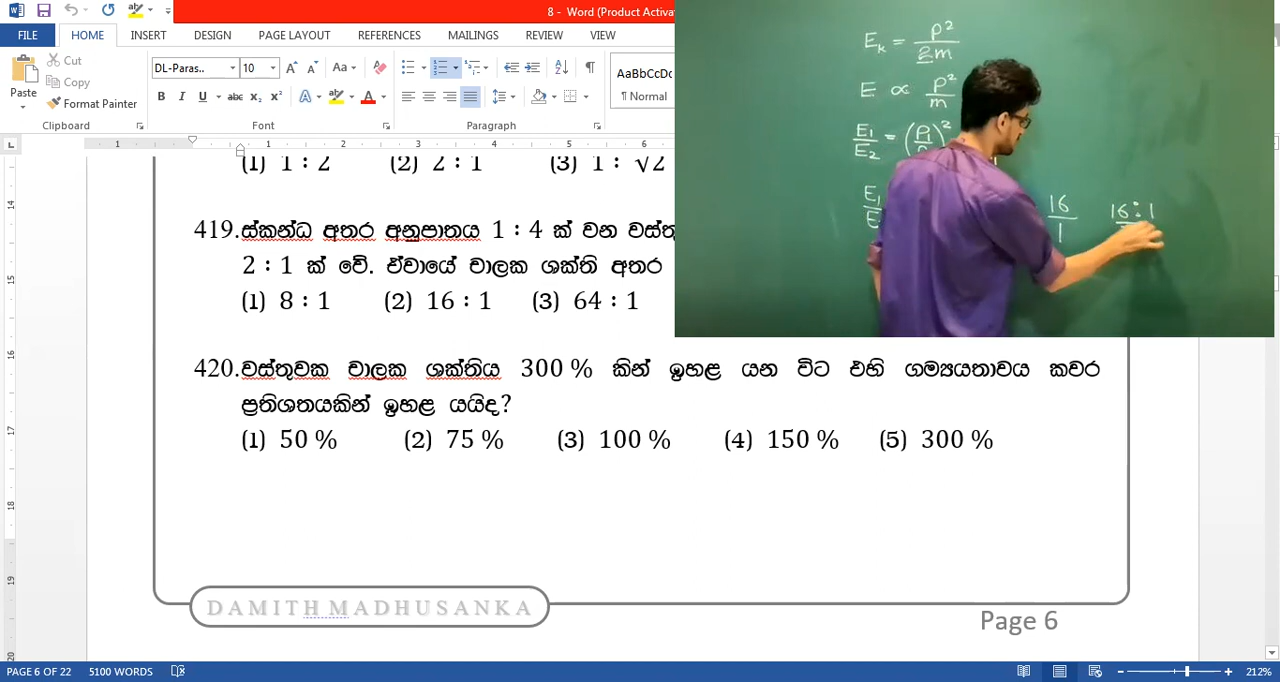 8 - Word (Product Activa
FILE HOME INSERT DESIGN PAGE LAYOUT REFERENCES MAILINGS REVIEW VIEW
Cut
Copy
Paste
Format Painter
Clipboard
DL-Paras.. 10
Font
Paragraph
AaBbCcDd
¶ Normal
(1) 1 : 2 (2) 2 : 1 (3) 1 : √2
419. ස්කන්ධ අතර අනුපාතය 1 : 4 ක් වන වස්තු
2 : 1 ක් වේ. ඒවායේ චාලක ශක්ති අතර
(1) 8 : 1 (2) 16 : 1 (3) 64 : 1
420. වස්තුවක චාලක ශක්තිය 300 % කින් ඉහළ යන විට එහි ගම්‍යයතාවය කවර
ප්‍රතිශතයකින් ඉහළ යයිද?
(1) 50 % (2) 75 % (3) 100 % (4) 150 % (5) 300 %
DAMITH MADHUSANKA
Page 6
Eₖ = P²/2m
E ∝ P²/m
E₁/E₂ =
16/1 16:1
PAGE 6 OF 22 5100 WORDS
212%